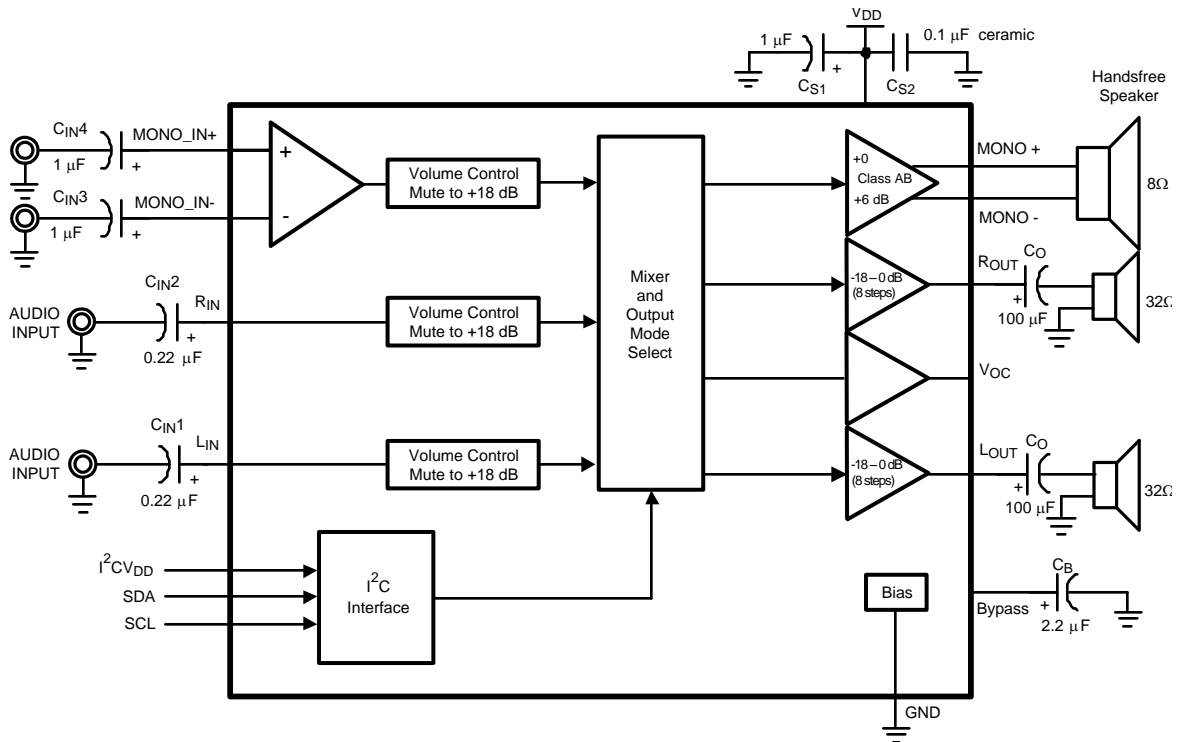 VDD
1 µF
+
CS1
CS2
0.1 µF ceramic
Handsfree
Speaker
CIN4
MONO_IN+
1 µF
+
CIN3
MONO_IN-
1 µF
+
+
-
Volume Control
Mute to +18 dB
+0
Class AB
+6 dB
MONO +
MONO -
8Ω
AUDIO
INPUT
CIN2
RIN
+
0.22 µF
Volume Control
Mute to +18 dB
Mixer
and
Output
Mode
Select
-18–0 dB
(8 steps)
ROUT
CO
+
100 µF
32Ω
VOC
AUDIO
INPUT
CIN1
LIN
+
0.22 µF
Volume Control
Mute to +18 dB
-18–0 dB
(8 steps)
LOUT
CO
+
100 µF
32Ω
I²CVDD
SDA
SCL
I²C
Interface
Bias
Bypass
CB
+
2.2 µF
GND